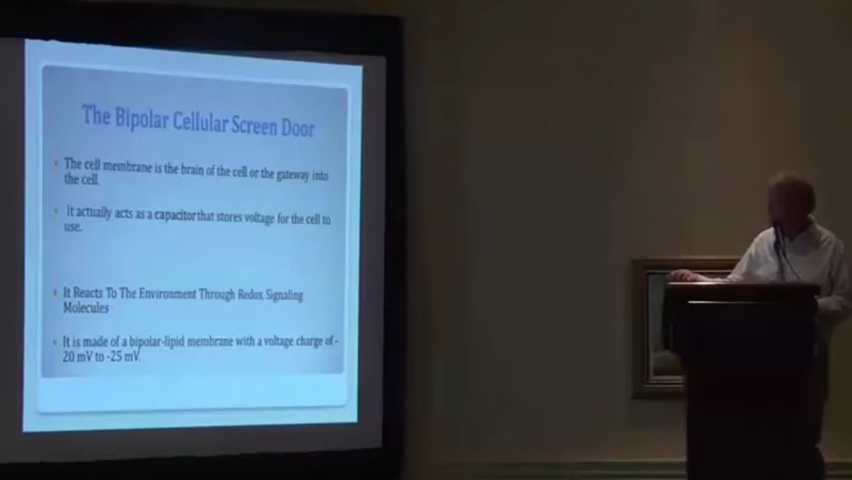 The Bipolar Cellular Screen Door
The cell membrane is the brain of the cell or the gateway into
the cell.
It actually acts as a capacitor that stores voltage for the cell to
use.
It Reacts To The Environment Through Redox Signaling
Molecules
It is made of a bipolar-lipid membrane with a voltage charge of -
20 mV to -25 mV.